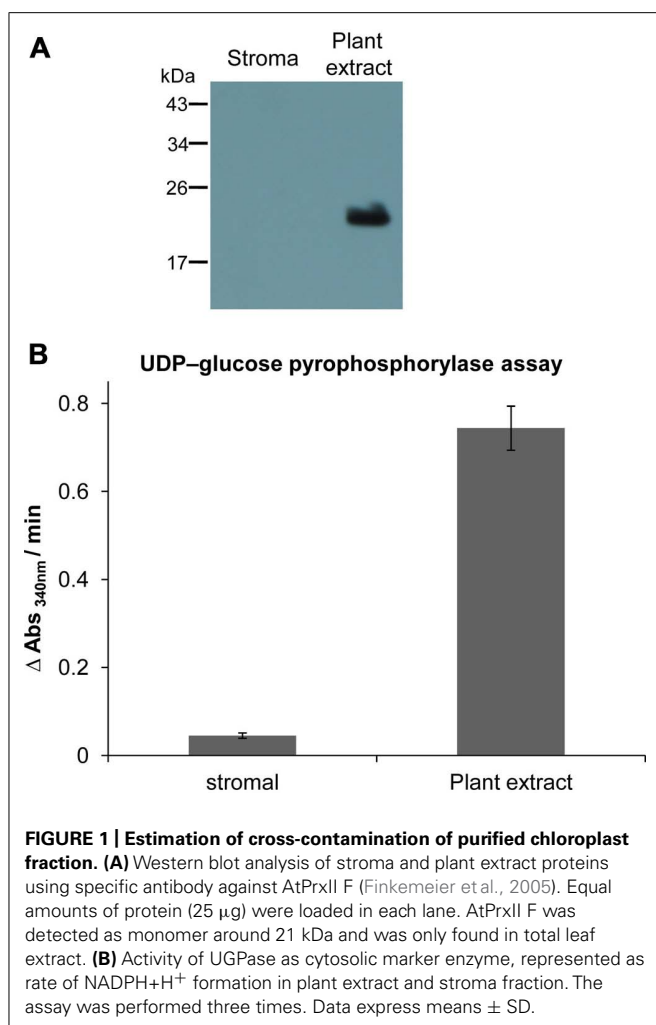 A
Stroma
Plant
extract
kDa
43
34
26
17
B
UDP–glucose pyrophosphorylase assay
Δ Abs 340nm / min
0.8
0.6
0.4
0.2
0
stromal
Plant extract
FIGURE 1 | Estimation of cross-contamination of purified chloroplast
fraction. (A) Western blot analysis of stroma and plant extract proteins
using specific antibody against AtPrxII F (Finkemeier et al., 2005). Equal
amounts of protein (25 μg) were loaded in each lane. AtPrxII F was
detected as monomer around 21 kDa and was only found in total leaf
extract. (B) Activity of UGPase as cytosolic marker enzyme, represented as
rate of NADPH+H+ formation in plant extract and stroma fraction. The
assay was performed three times. Data express means ± SD.